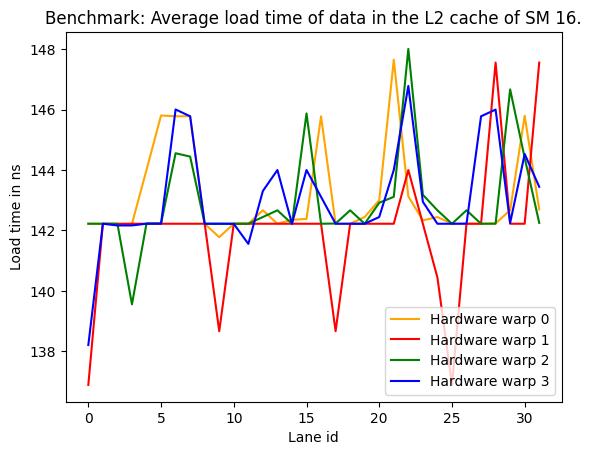 Benchmark: Average load time of data in the L2 cache of SM 16.
148
146
144
142
140
138
Load time in ns
0
5
10
15
20
25
30
Lane id
Hardware warp 0
Hardware warp 1
Hardware warp 2
Hardware warp 3